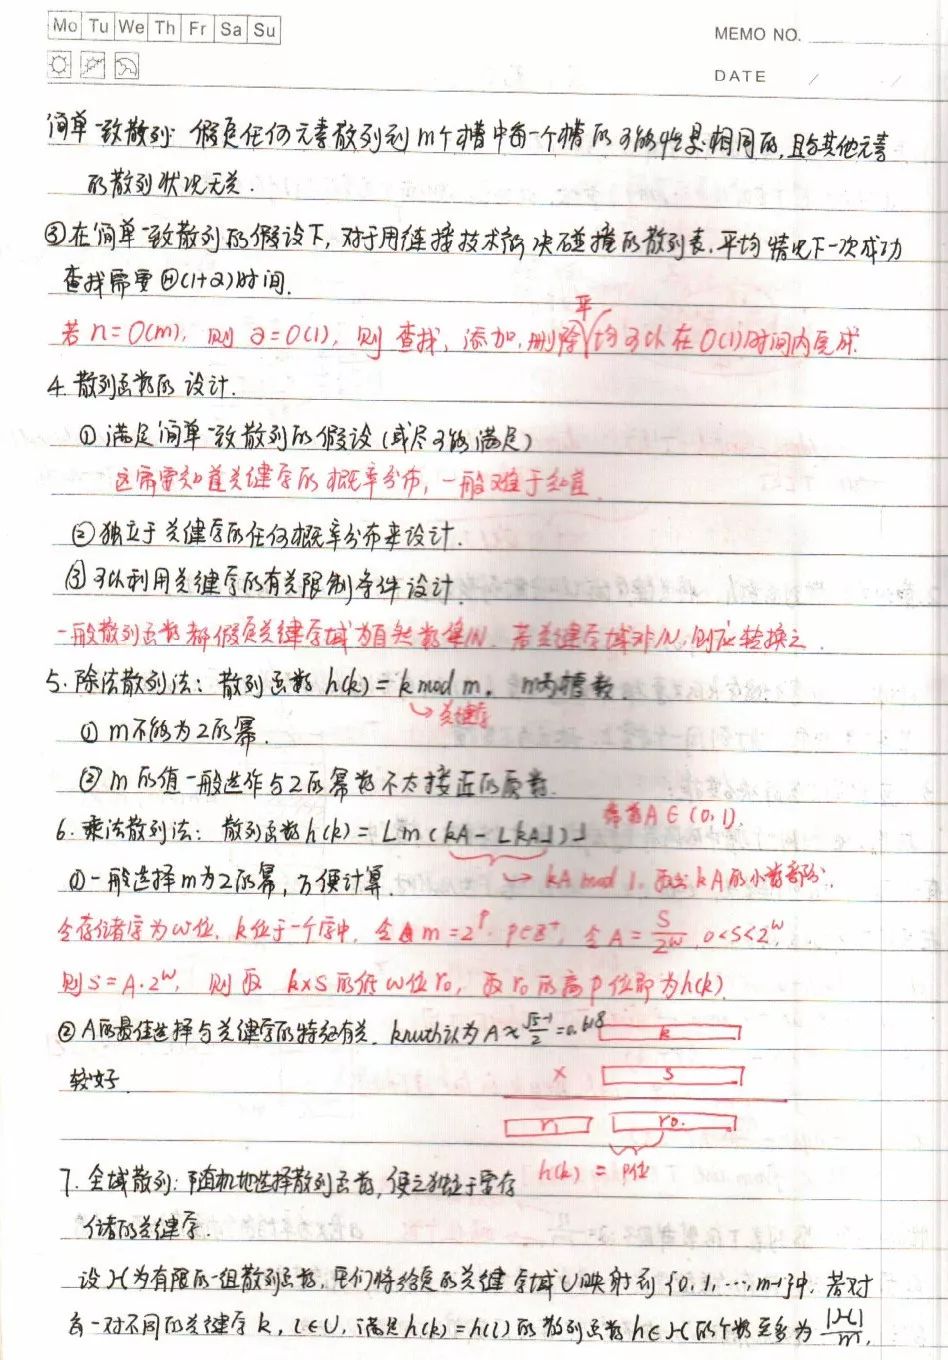 Mo Tu We Th Fr Sa Su
MEMO NO.
DATE / /
简单一致散列: 假定任何元素散列到m个槽中每一个槽的可能性是相同的,且与其他元素
的散列状况无关.
③在简单一致散列的假设下,对于用链接技术解决碰撞的散列表,平均情况下一次成功
查找需要Θ(1+α)时间.
平
若n=O(m), 则α=O(1), 则 查找, 添加, 删除均可以在O(1)时间内完成.
4. 散列函数的设计.
①满足简单一致散列的假设(或尽可能满足)
这需要知道关键字的概率分布, 一般难于知道.
②独立于关键字的任何概率分布来设计.
③可以利用关键字的有关限制条件设计.
一般散列函数都假定关键字域为自然数集N. 若关键字域非N, 则应转换之.
5. 除法散列法: 散列函数h(k)=k mod m. m为槽数.
→关键字
①m不能为2的幂.
②m的值一般选作与2的幂数不太接近的质数.
常数A∈(0,1).
6. 乘法散列法: 散列函数h(k)=⌊m(kA-⌊kA⌋)⌋
①一般选择m为2的幂, 方便计算. → kA mod 1. 取出kA的小数部分.
令存储字为w位, k位于一个字中, 令m=2^p. p∈Z⁺, 令A=S/2^w, 0<S<2^w
则S=A·2^w, 则取 k×S的低w位r₀, 取r₀的高p位即为h(k).
②A的最佳选择与关键字的特征有关. knuth认为A≈(√5-1)/2=0.618
较好.
k
× S
r₁ r₀.
h(k) = p位
7. 全域散列: 随机地选择散列函数, 使之独立于要存
储的关键字.
设H为有限的一组散列函数, 它们将给定的关键字域U映射到{0,1,…,m-1}中. 若对
每一对不同的关键字k, l∈U, 满足h(k)=h(l)的散列函数h∈H的个数至多为|H|/m,